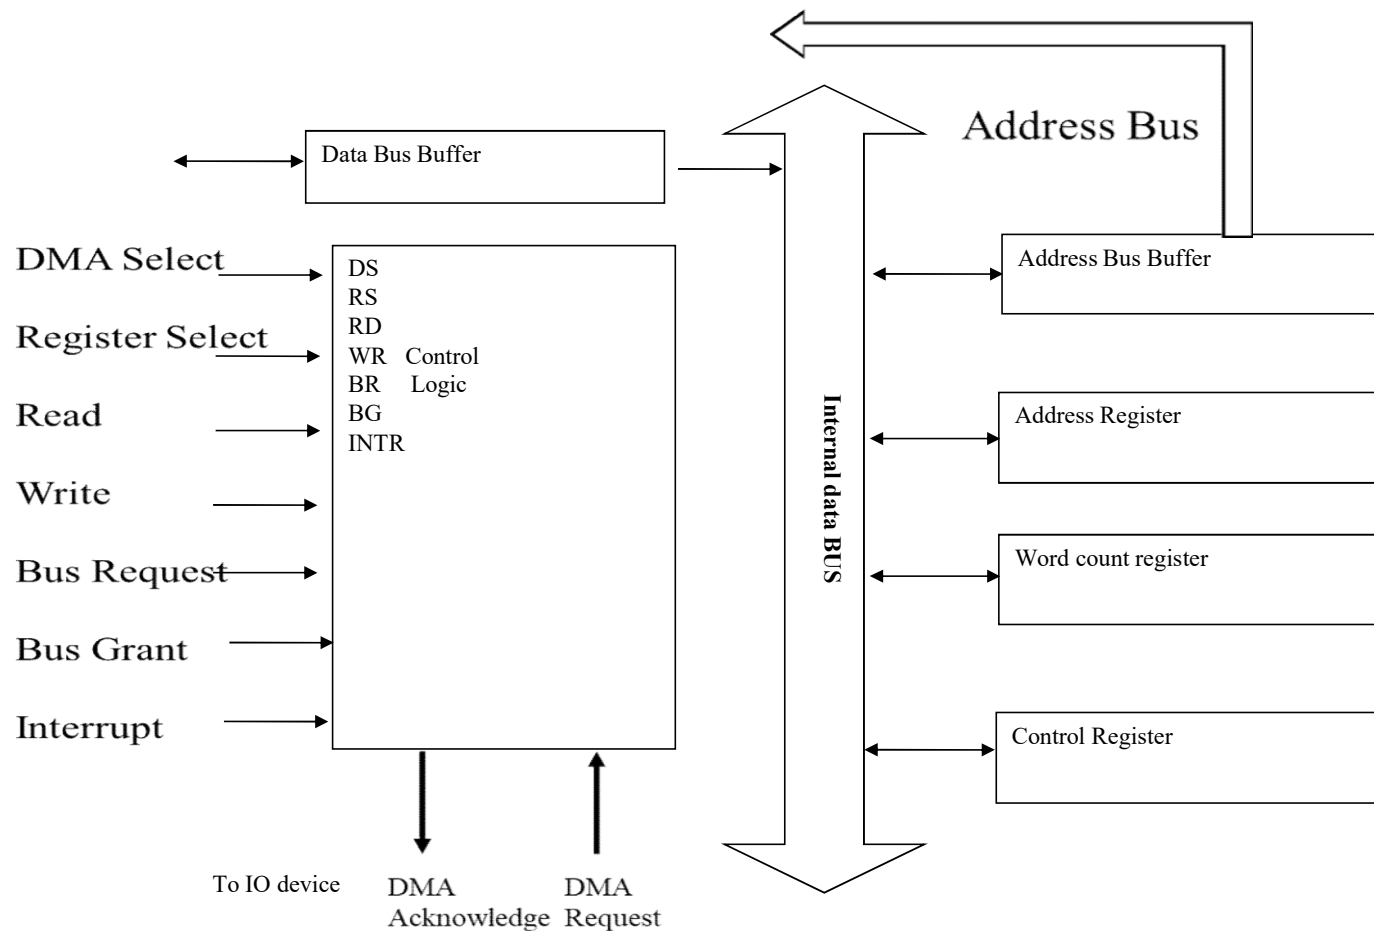 Address Bus
Data Bus Buffer
DMA Select
Register Select
Read
Write
Bus Request
Bus Grant
Interrupt
DS
RS
RD
WR Control
BR Logic
BG
INTR
Internal data BUS
Address Bus Buffer
Address Register
Word count register
Control Register
To IO device
DMA
Acknowledge
DMA
Request